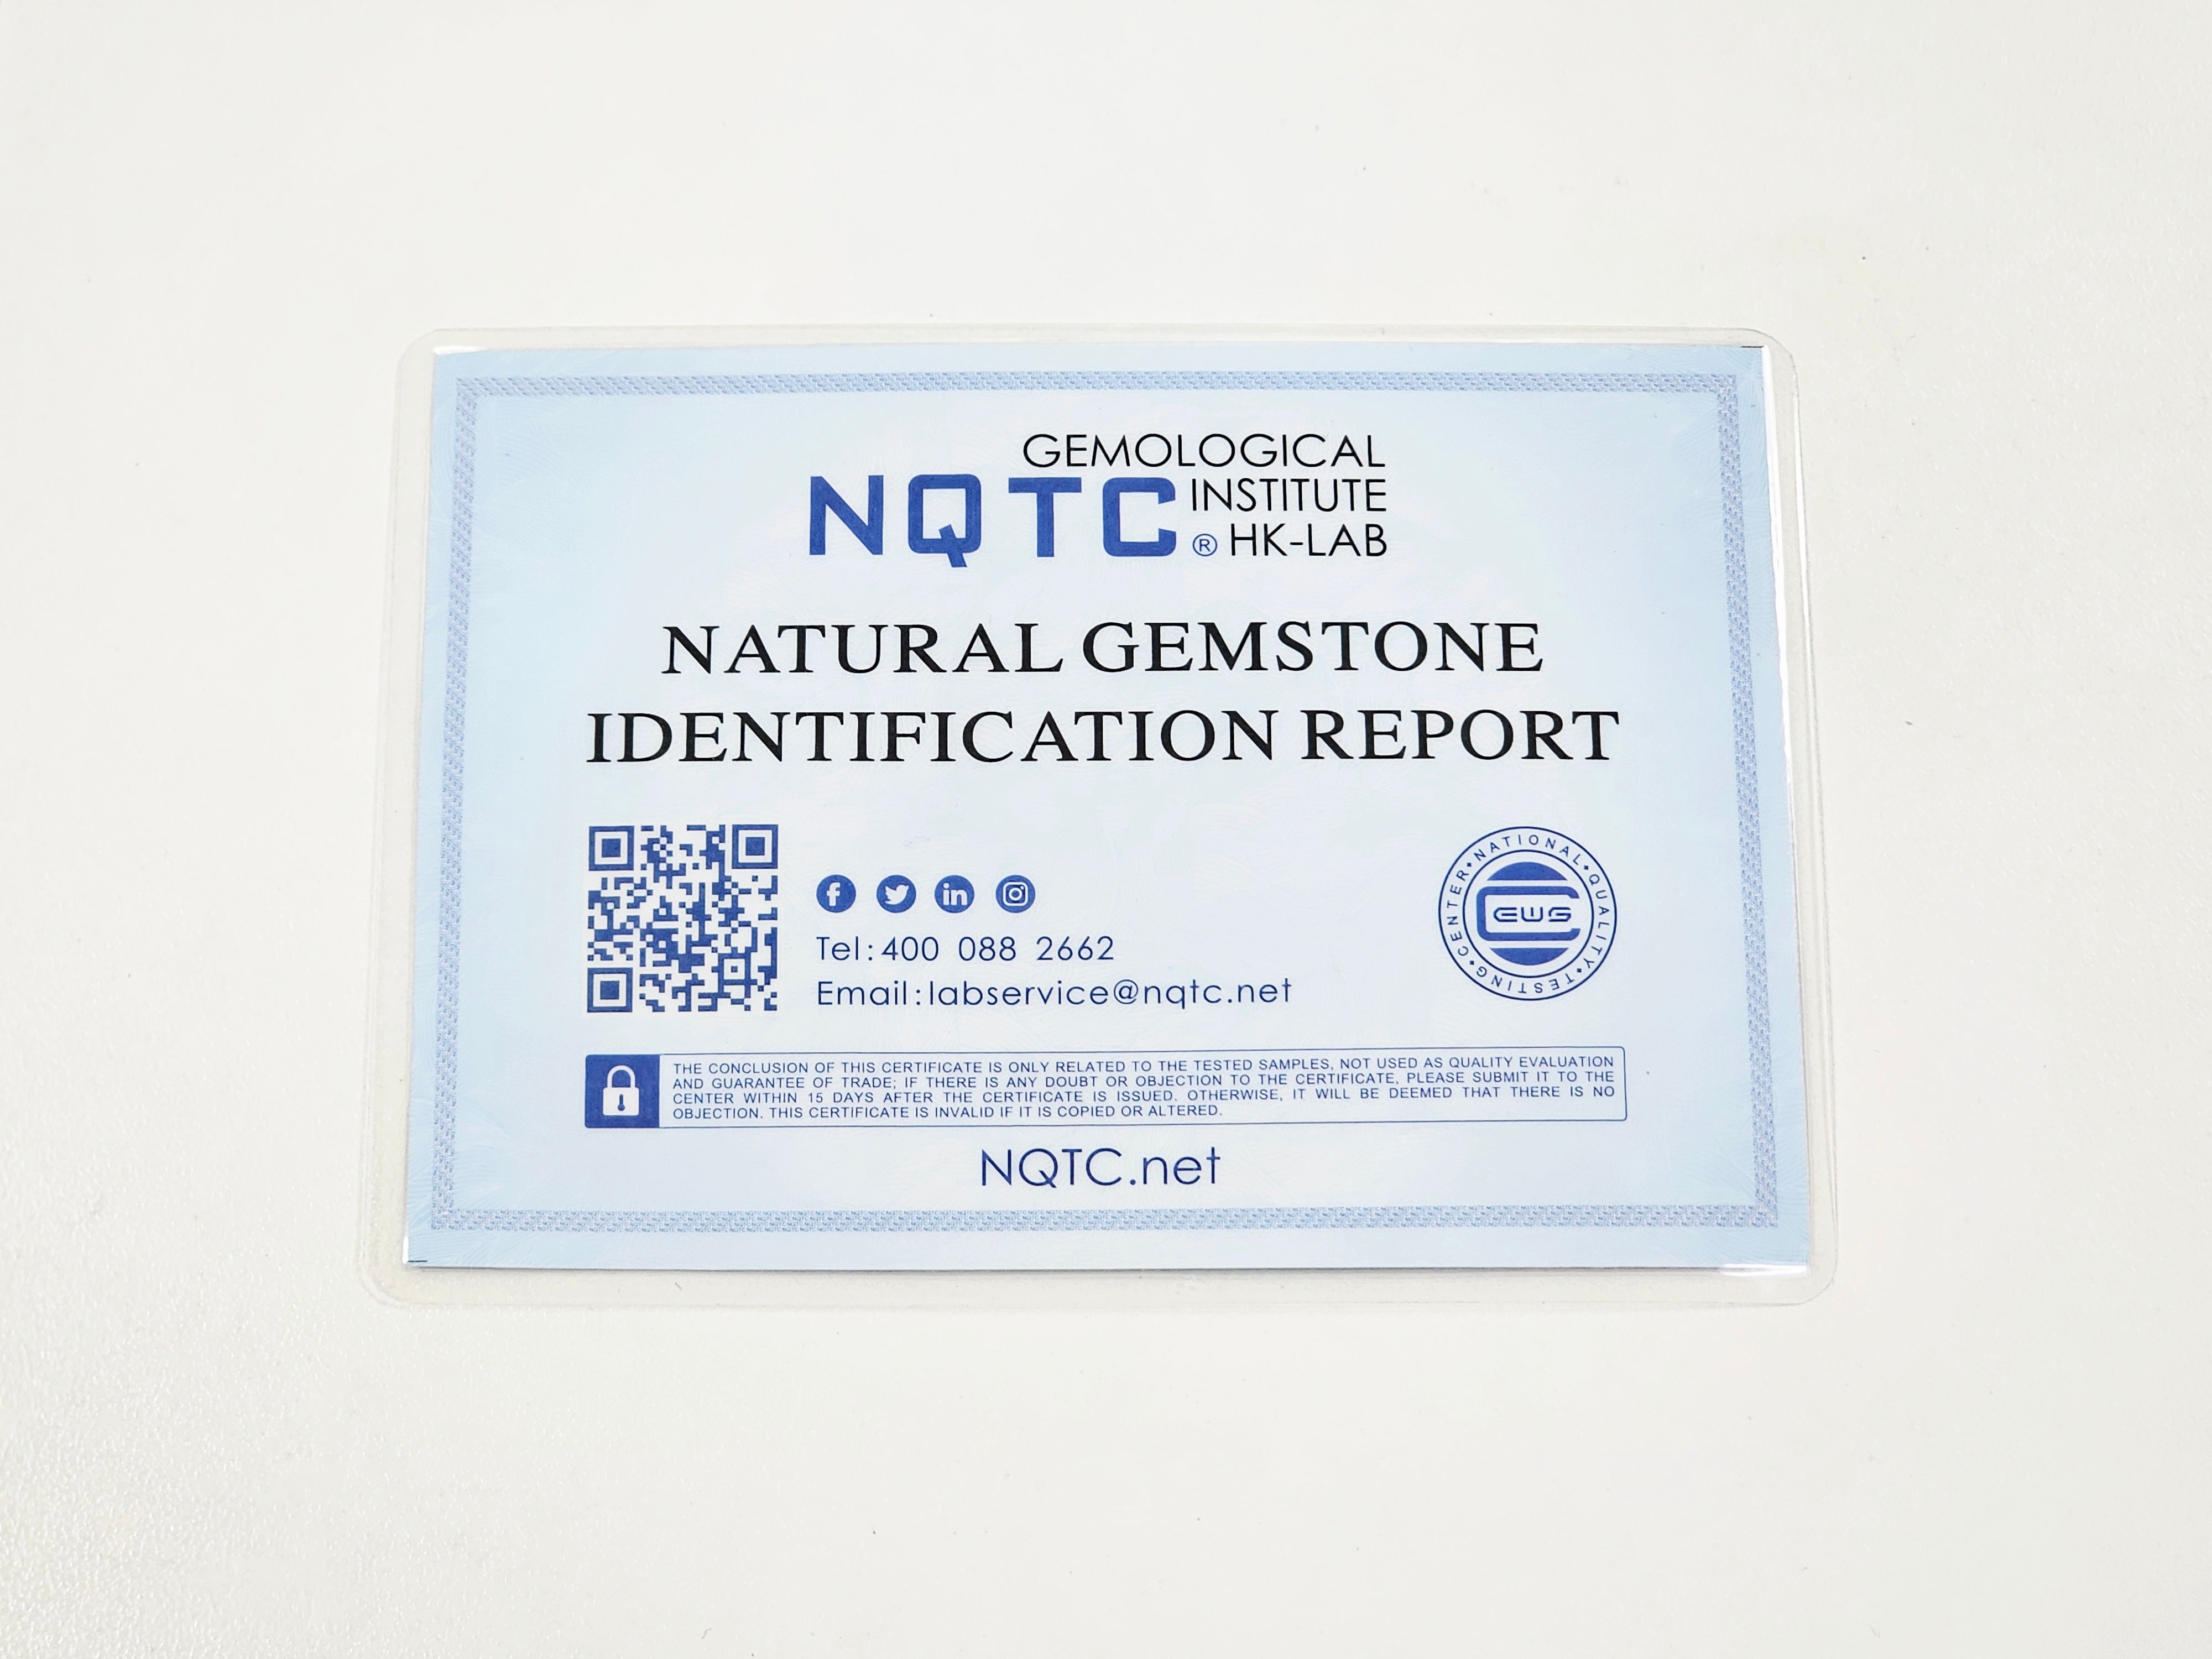 GEMOLOGICAL
NQTC INSTITUTE
® HK-LAB
NATURAL GEMSTONE
IDENTIFICATION REPORT
Tel:400 088 2662
Email:labservice@nqtc.net
NATIONAL•QUALITY•TESTING•CENTER•
EWG
THE CONCLUSION OF THIS CERTIFICATE IS ONLY RELATED TO THE TESTED SAMPLES, NOT USED AS QUALITY EVALUATION
AND GUARANTEE OF TRADE; IF THERE IS ANY DOUBT OR OBJECTION TO THE CERTIFICATE, PLEASE SUBMIT IT TO THE
CENTER WITHIN 15 DAYS AFTER THE CERTIFICATE IS ISSUED. OTHERWISE, IT WILL BE DEEMED THAT THERE IS NO
OBJECTION. THIS CERTIFICATE IS INVALID IF IT IS COPIED OR ALTERED.
NQTC.net